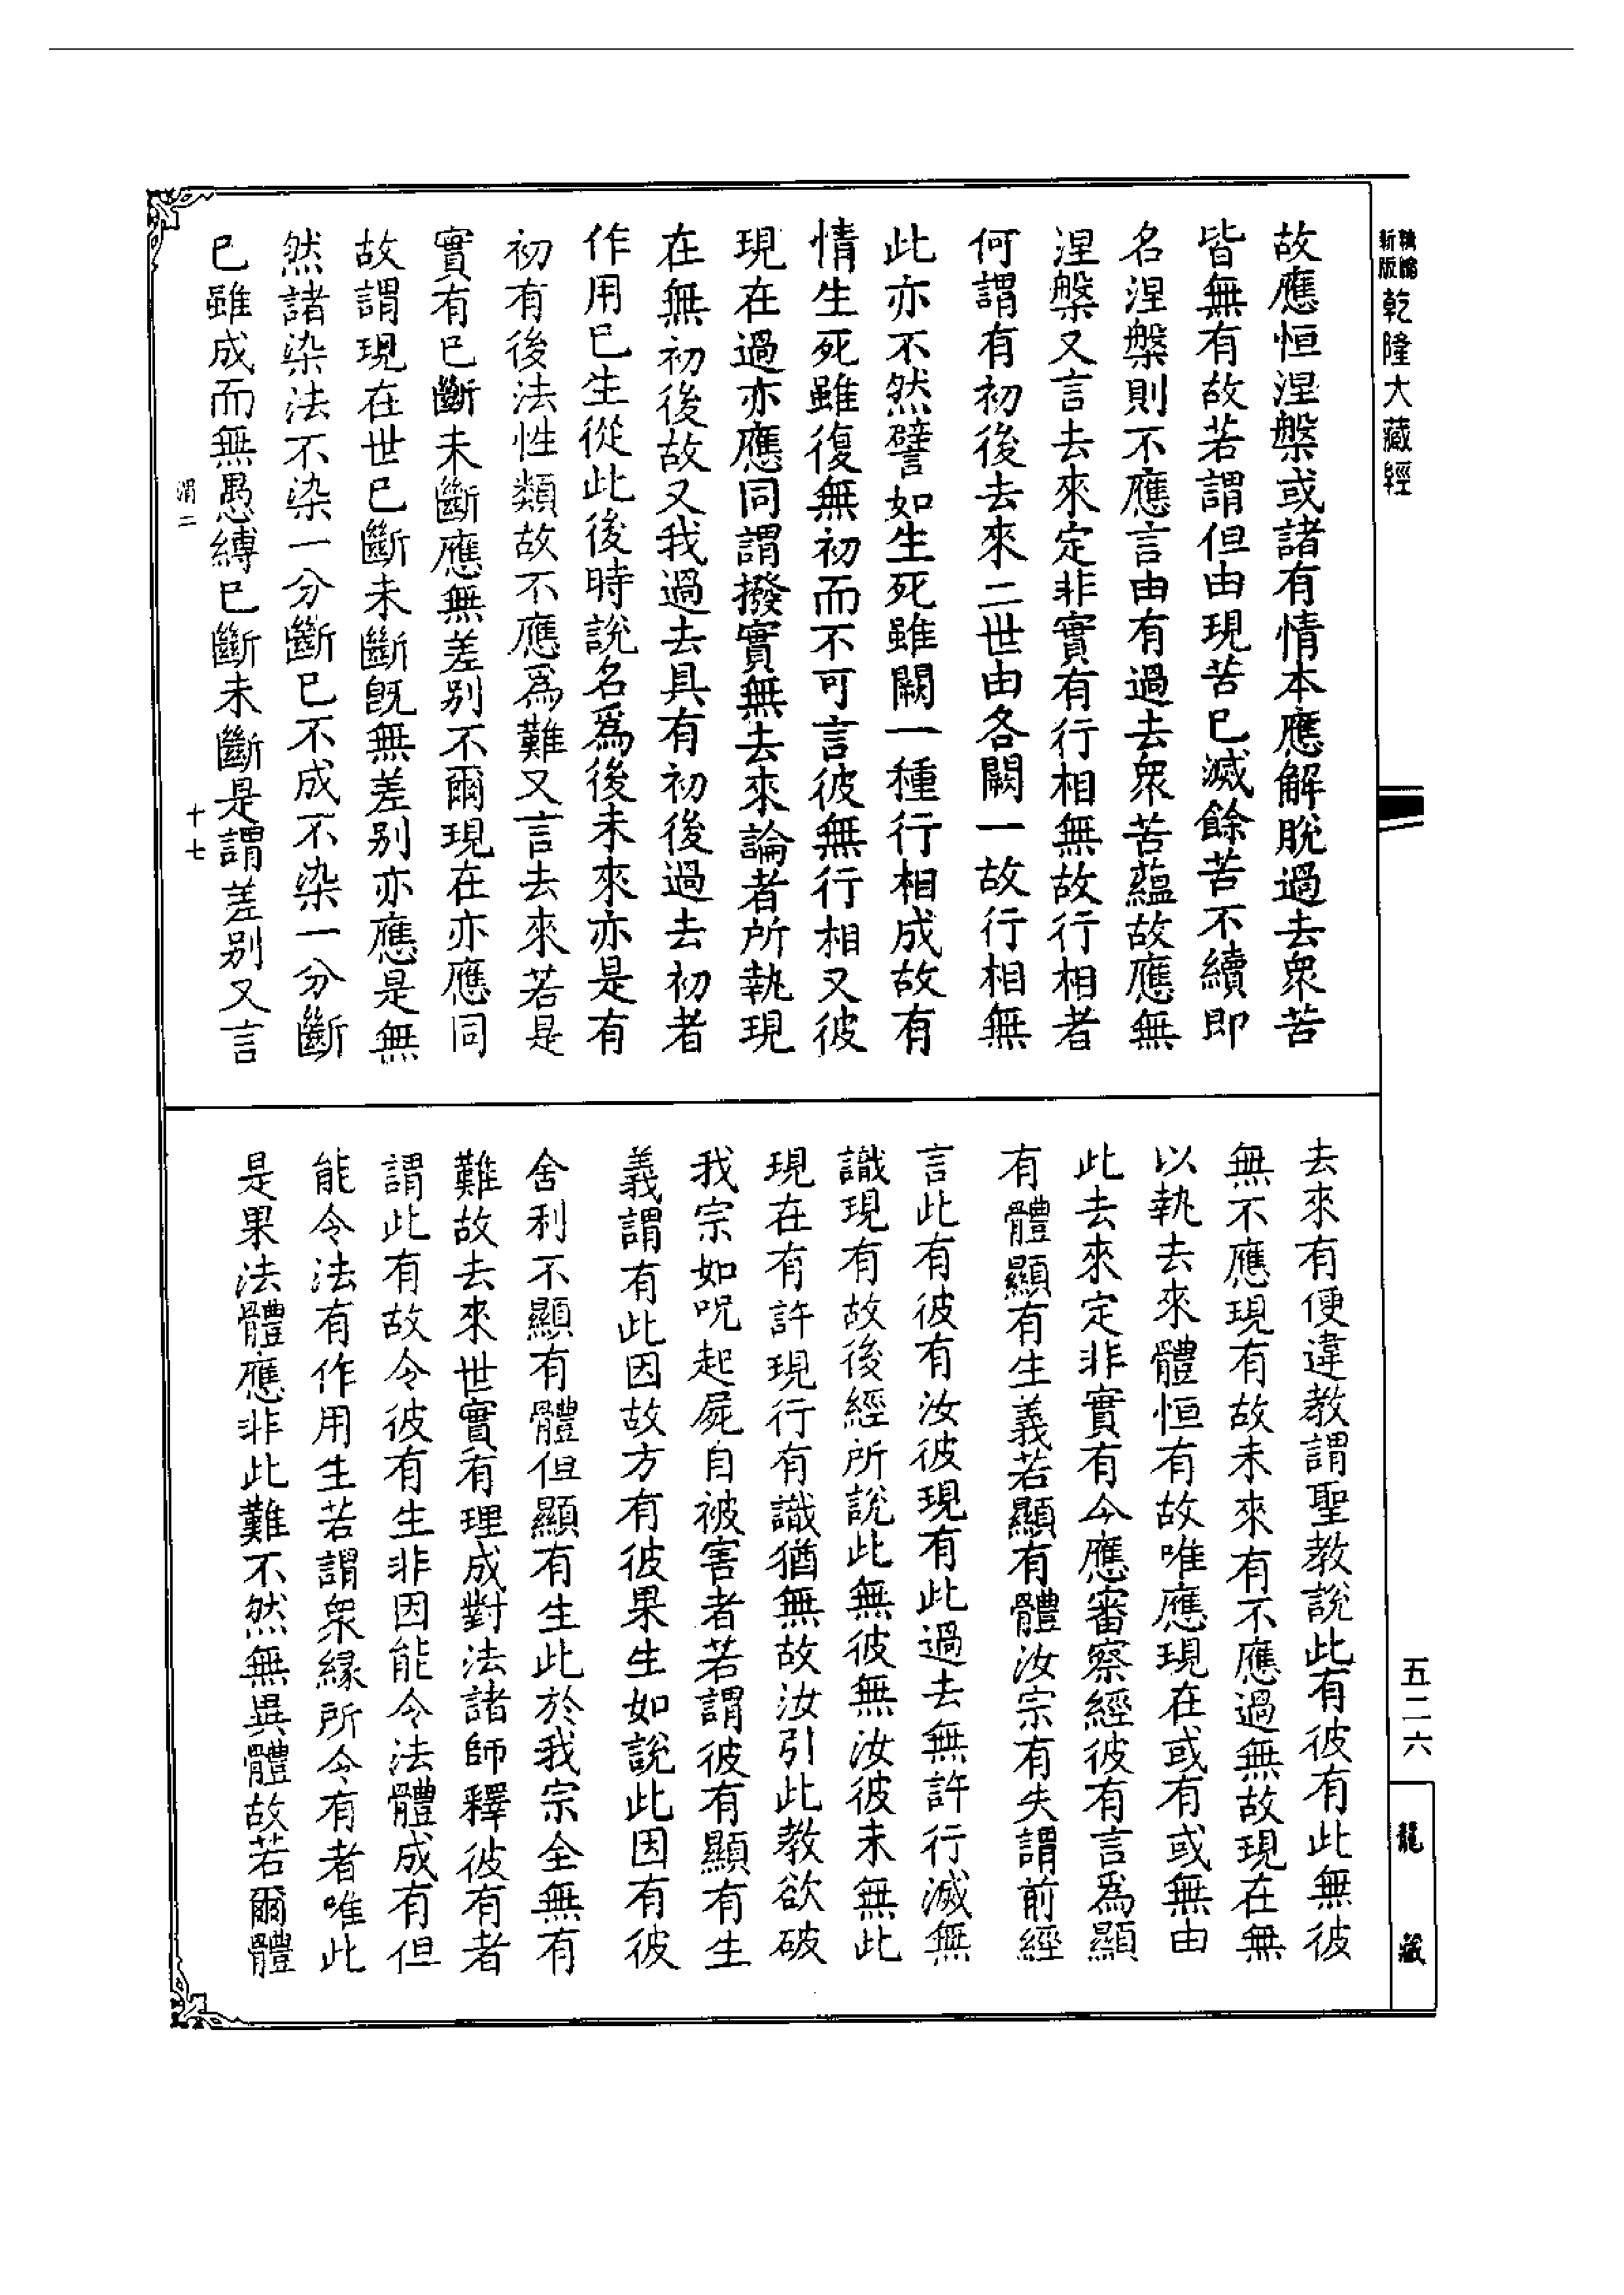 新版
精縮
乾隆大藏經
故應恒涅槃或諸有情本應解脫過去衆苦
皆無有故若謂但由現苦已滅餘苦不續即
名涅槃則不應言由有過去衆苦蘊故應無
涅槃又言去來定非實有行相無故行相者
何謂有初後去來二世由各闕一故行相無
此亦不然譬如生死雖闕一種行相成故有
情生死雖復無初而不可言彼無行相又彼
現在過亦應同謂撥實無去來論者所執現
在無初後故又我過去具有初後過去初者
作用已生從此後時說名爲後未來亦是有
初有後法性類故不應爲難又言去來若是
實有已斷未斷應無差別不爾現在亦應同
故謂現在世已斷未斷旣無差別亦應是無
然諸染法不染一分斷已不成不染一分斷
已雖成而無愚縛已斷未斷是謂差別又言
渭二
十七
去來有便違教謂聖教說此有彼有此無彼
無不應現有故未來有不應過無故現在無
以執去來體恒有故唯應現在或有或無由
此去來定非實有今應審察經彼有言爲顯
有體顯有生義若顯有體汝宗有失謂前經
言此有彼有汝彼現有此過去無許行滅無
識現有故後經所說此無彼無汝彼未無此
現在有許現行有識猶無故汝引此教欲破
我宗如呪起屍自被害者若謂彼有顯有生
義謂有此因故方有彼果生如說此因有彼
舍利不顯有體但顯有生此於我宗全無有
難故去來世實有理成對法諸師釋彼有者
謂此有故令彼有生非因能令法體成有但
能令法有作用生若謂衆緣所令有者唯此
是果法體應非此難不然無異體故若爾體
五二六
龍藏